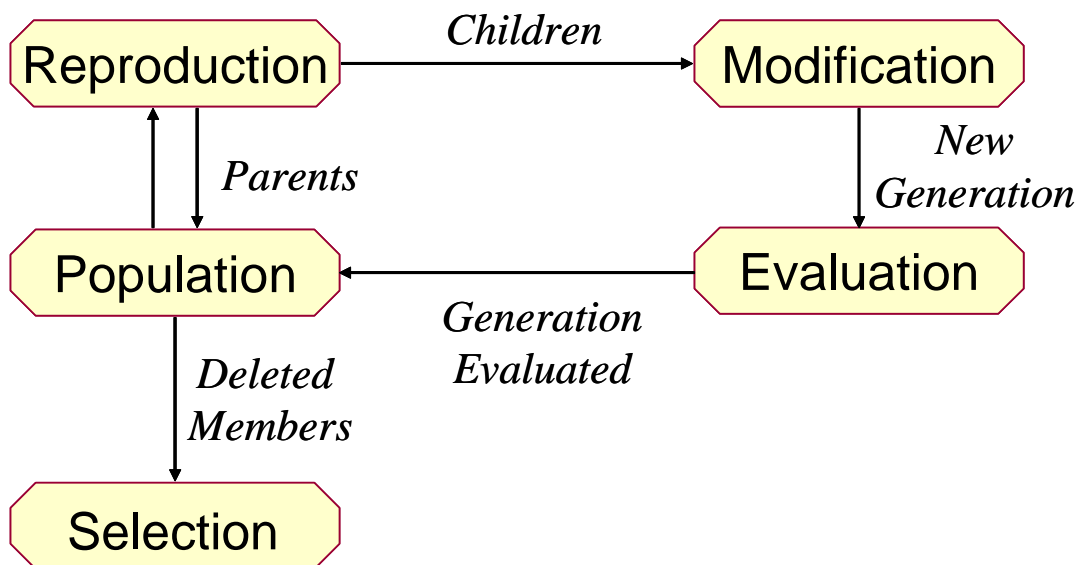 Children
Reproduction
Modification
Parents
New
Generation
Population
Evaluation
Generation
Evaluated
Deleted
Members
Selection